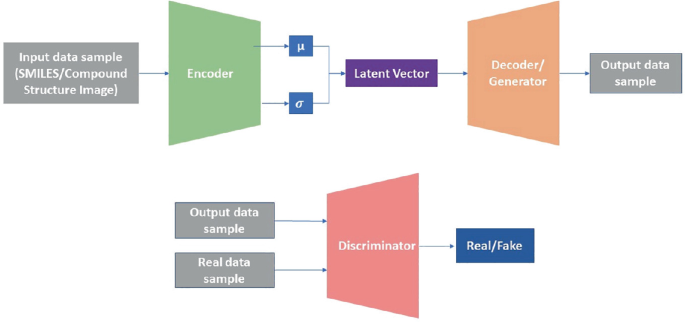 Input data sample
(SMILES/Compound
Structure Image)
Encoder
μ
σ
Latent Vector
Decoder/
Generator
Output data
sample
Output data
sample
Real data
sample
Discriminator
Real/Fake